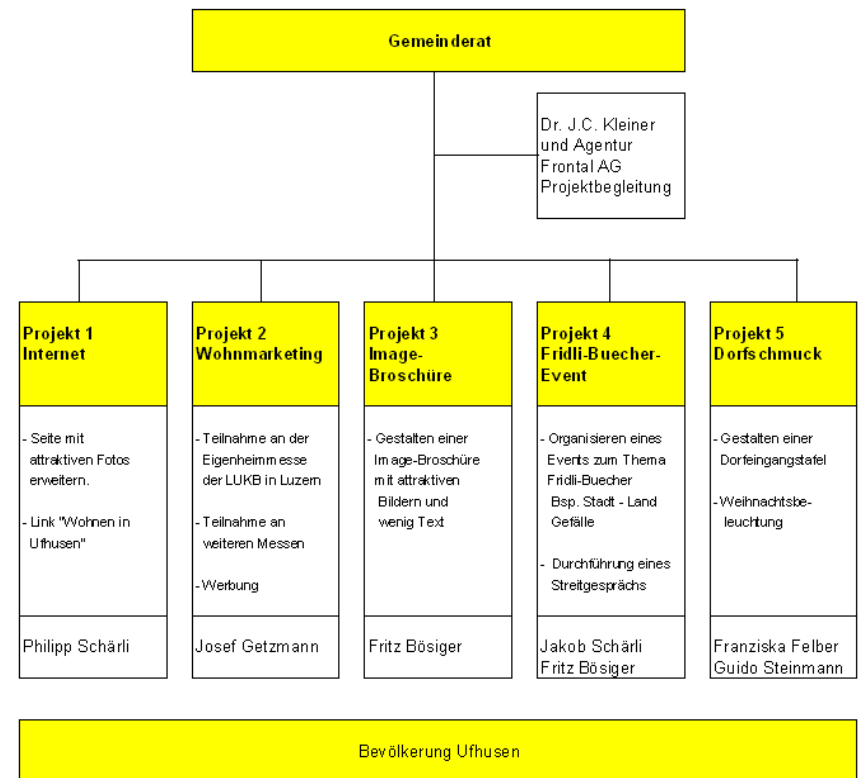 Gemeinderat
Dr. J.C. Kleiner
und Agentur
Frontal AG
Projektbegleitung
Projekt 1
Internet
- Seite mit
attraktiven Fotos
erweitern.
- Link "Wohnen in
Ufhusen"
Philipp Schärli
Projekt 2
Wohnmarketing
- Teilnahme an der
Eigenheimmesse
der LUKB in Luzern
- Teilnahme an
weiteren Messen
- Werbung
Josef Getzmann
Projekt 3
Image-
Broschüre
- Gestalten einer
Image-Broschüre
mit attraktiven
Bildern und
wenig Text
Fritz Bösiger
Projekt 4
Fridli-Buecher-
Event
- Organisieren eines
Events zum Thema
Fridli-Buecher
Bsp. Stadt - Land
Gefälle
- Durchführung eines
Streitgesprächs
Jakob Schärli
Fritz Bösiger
Projekt 5
Dorfschmuck
- Gestalten einer
Dorfeingangstafel
- Weihnachtsbe-
leuchtung
Franziska Felber
Guido Steinmann
Bevölkerung Ufhusen